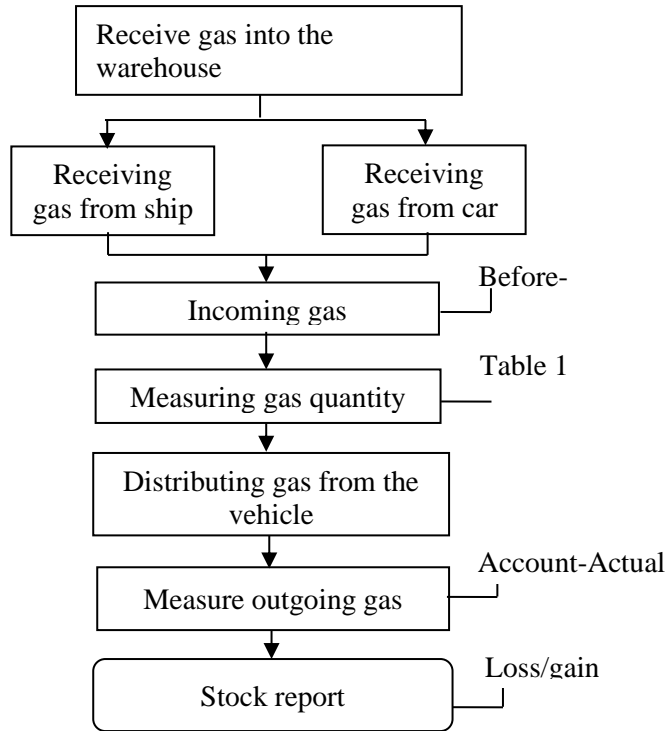 Receive gas into the
warehouse
Receiving
gas from ship
Receiving
gas from car
Before-
Incoming gas
Table 1
Measuring gas quantity
Distributing gas from the
vehicle
Account-Actual
Measure outgoing gas
Loss/gain
Stock report